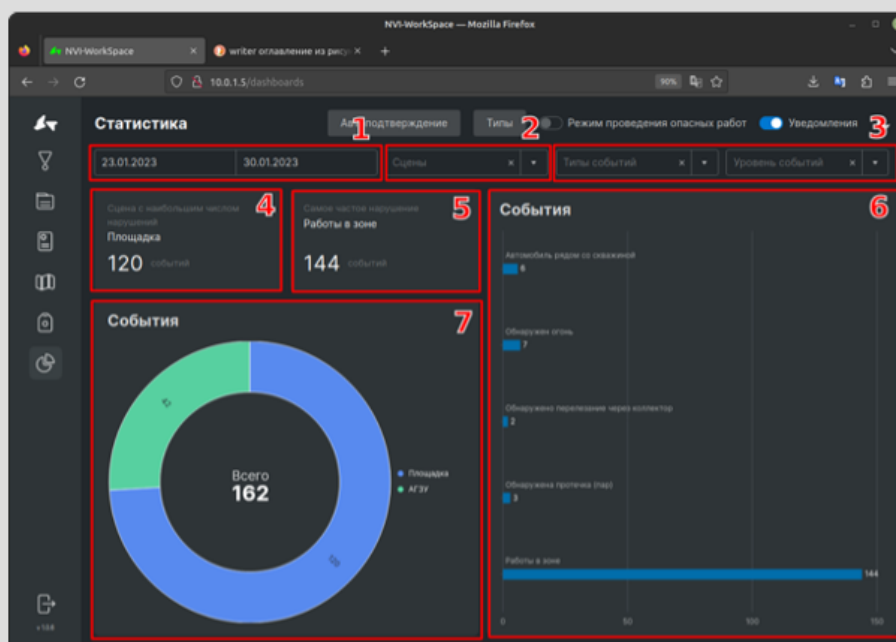 NVI-WorkSpace — Mozilla Firefox
NVI-WorkSpace
writer оглавление из рису
10.0.1.5/dashboards
90%
Статистика
Типы
Режим проведения опасных работ
Уведомления
1
2
3
23.01.2023
30.01.2023
Сцены
Типы событий
Уровень событий
4
5
6
Сцена с наибольшим числом
нарушений
Площадка
120 событий
Самое частое нарушение
Работы в зоне
144 событий
События
Автомобиль рядом со скважиной
6
Обнаружен огонь
7
Обнаружено перелезание через коллектор
2
Обнаружена протечка (пар)
3
Работы в зоне
144
0
50
100
150
События
7
42
Всего
162
Площадка
АГЗУ
120